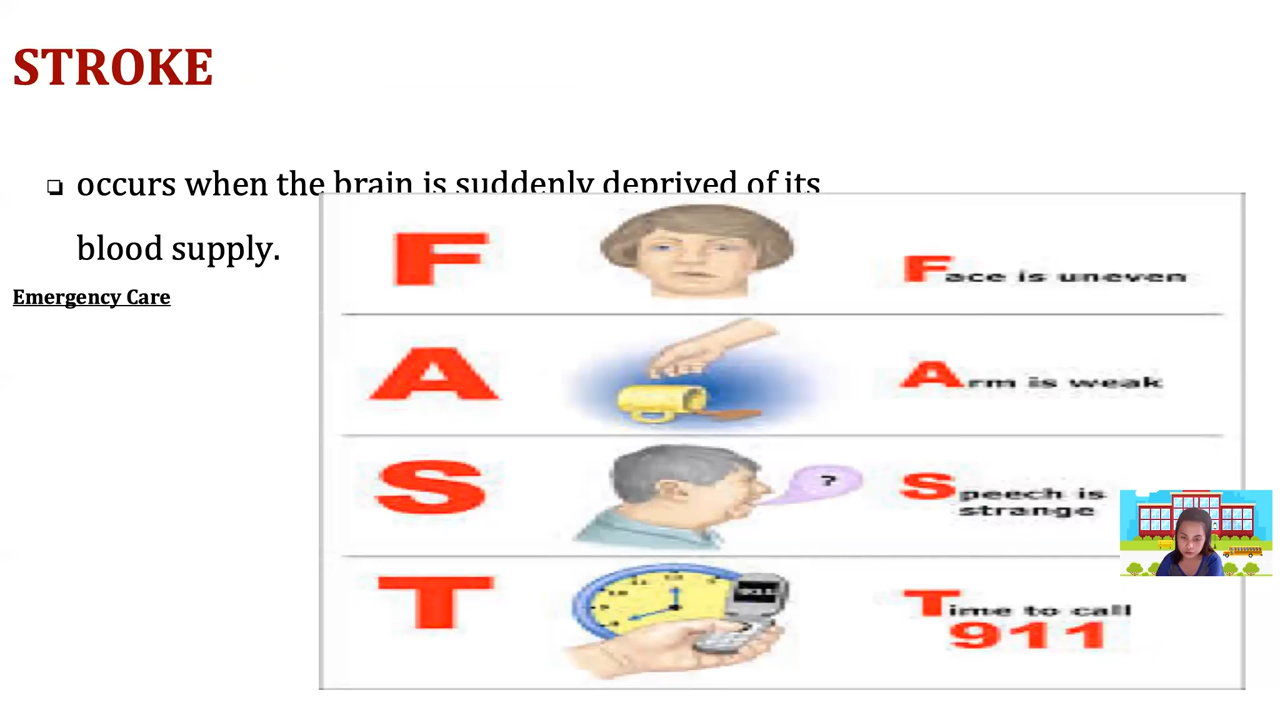 STROKE
❏ occurs when the brain is suddenly deprived of its
blood supply.
Emergency Care
F
Face is uneven
A
Arm is weak
S
?
Speech is
strange
T
Time to call
911